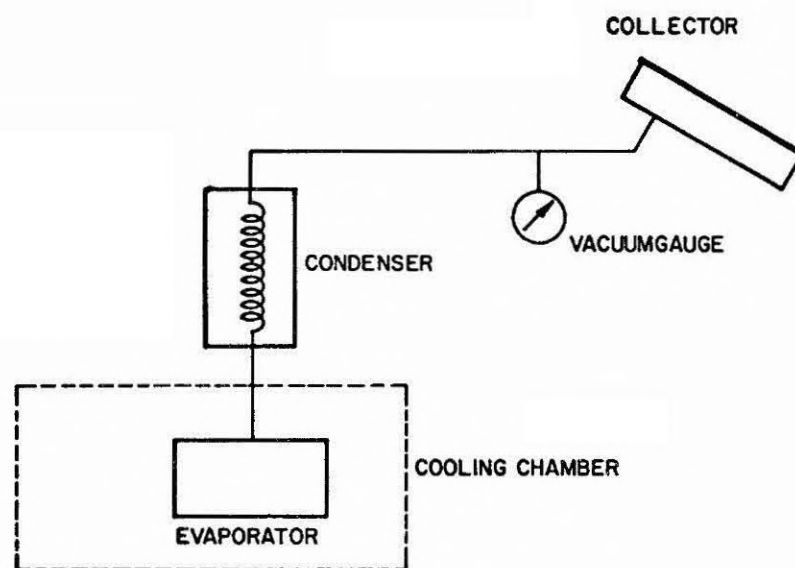 COLLECTOR
VACUUMGAUGE
CONDENSER
COOLING CHAMBER
EVAPORATOR